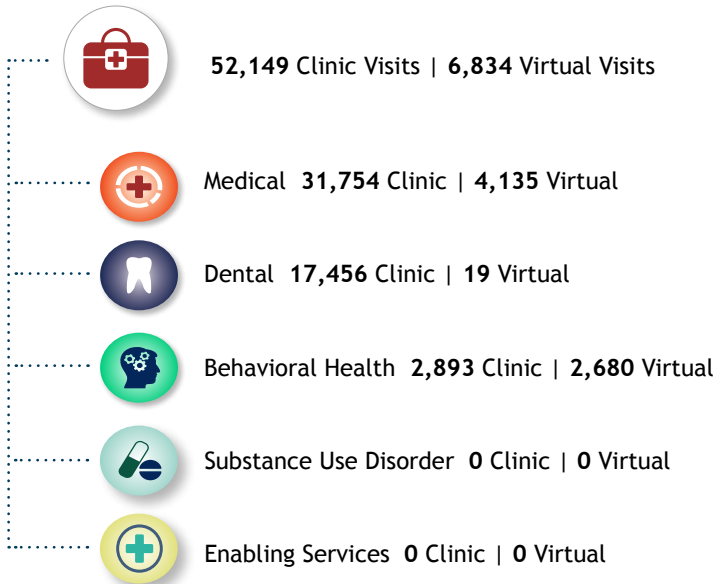 52,149 Clinic Visits | 6,834 Virtual Visits
Medical 31,754 Clinic | 4,135 Virtual
Dental 17,456 Clinic | 19 Virtual
Behavioral Health 2,893 Clinic | 2,680 Virtual
Substance Use Disorder 0 Clinic | 0 Virtual
Enabling Services 0 Clinic | 0 Virtual